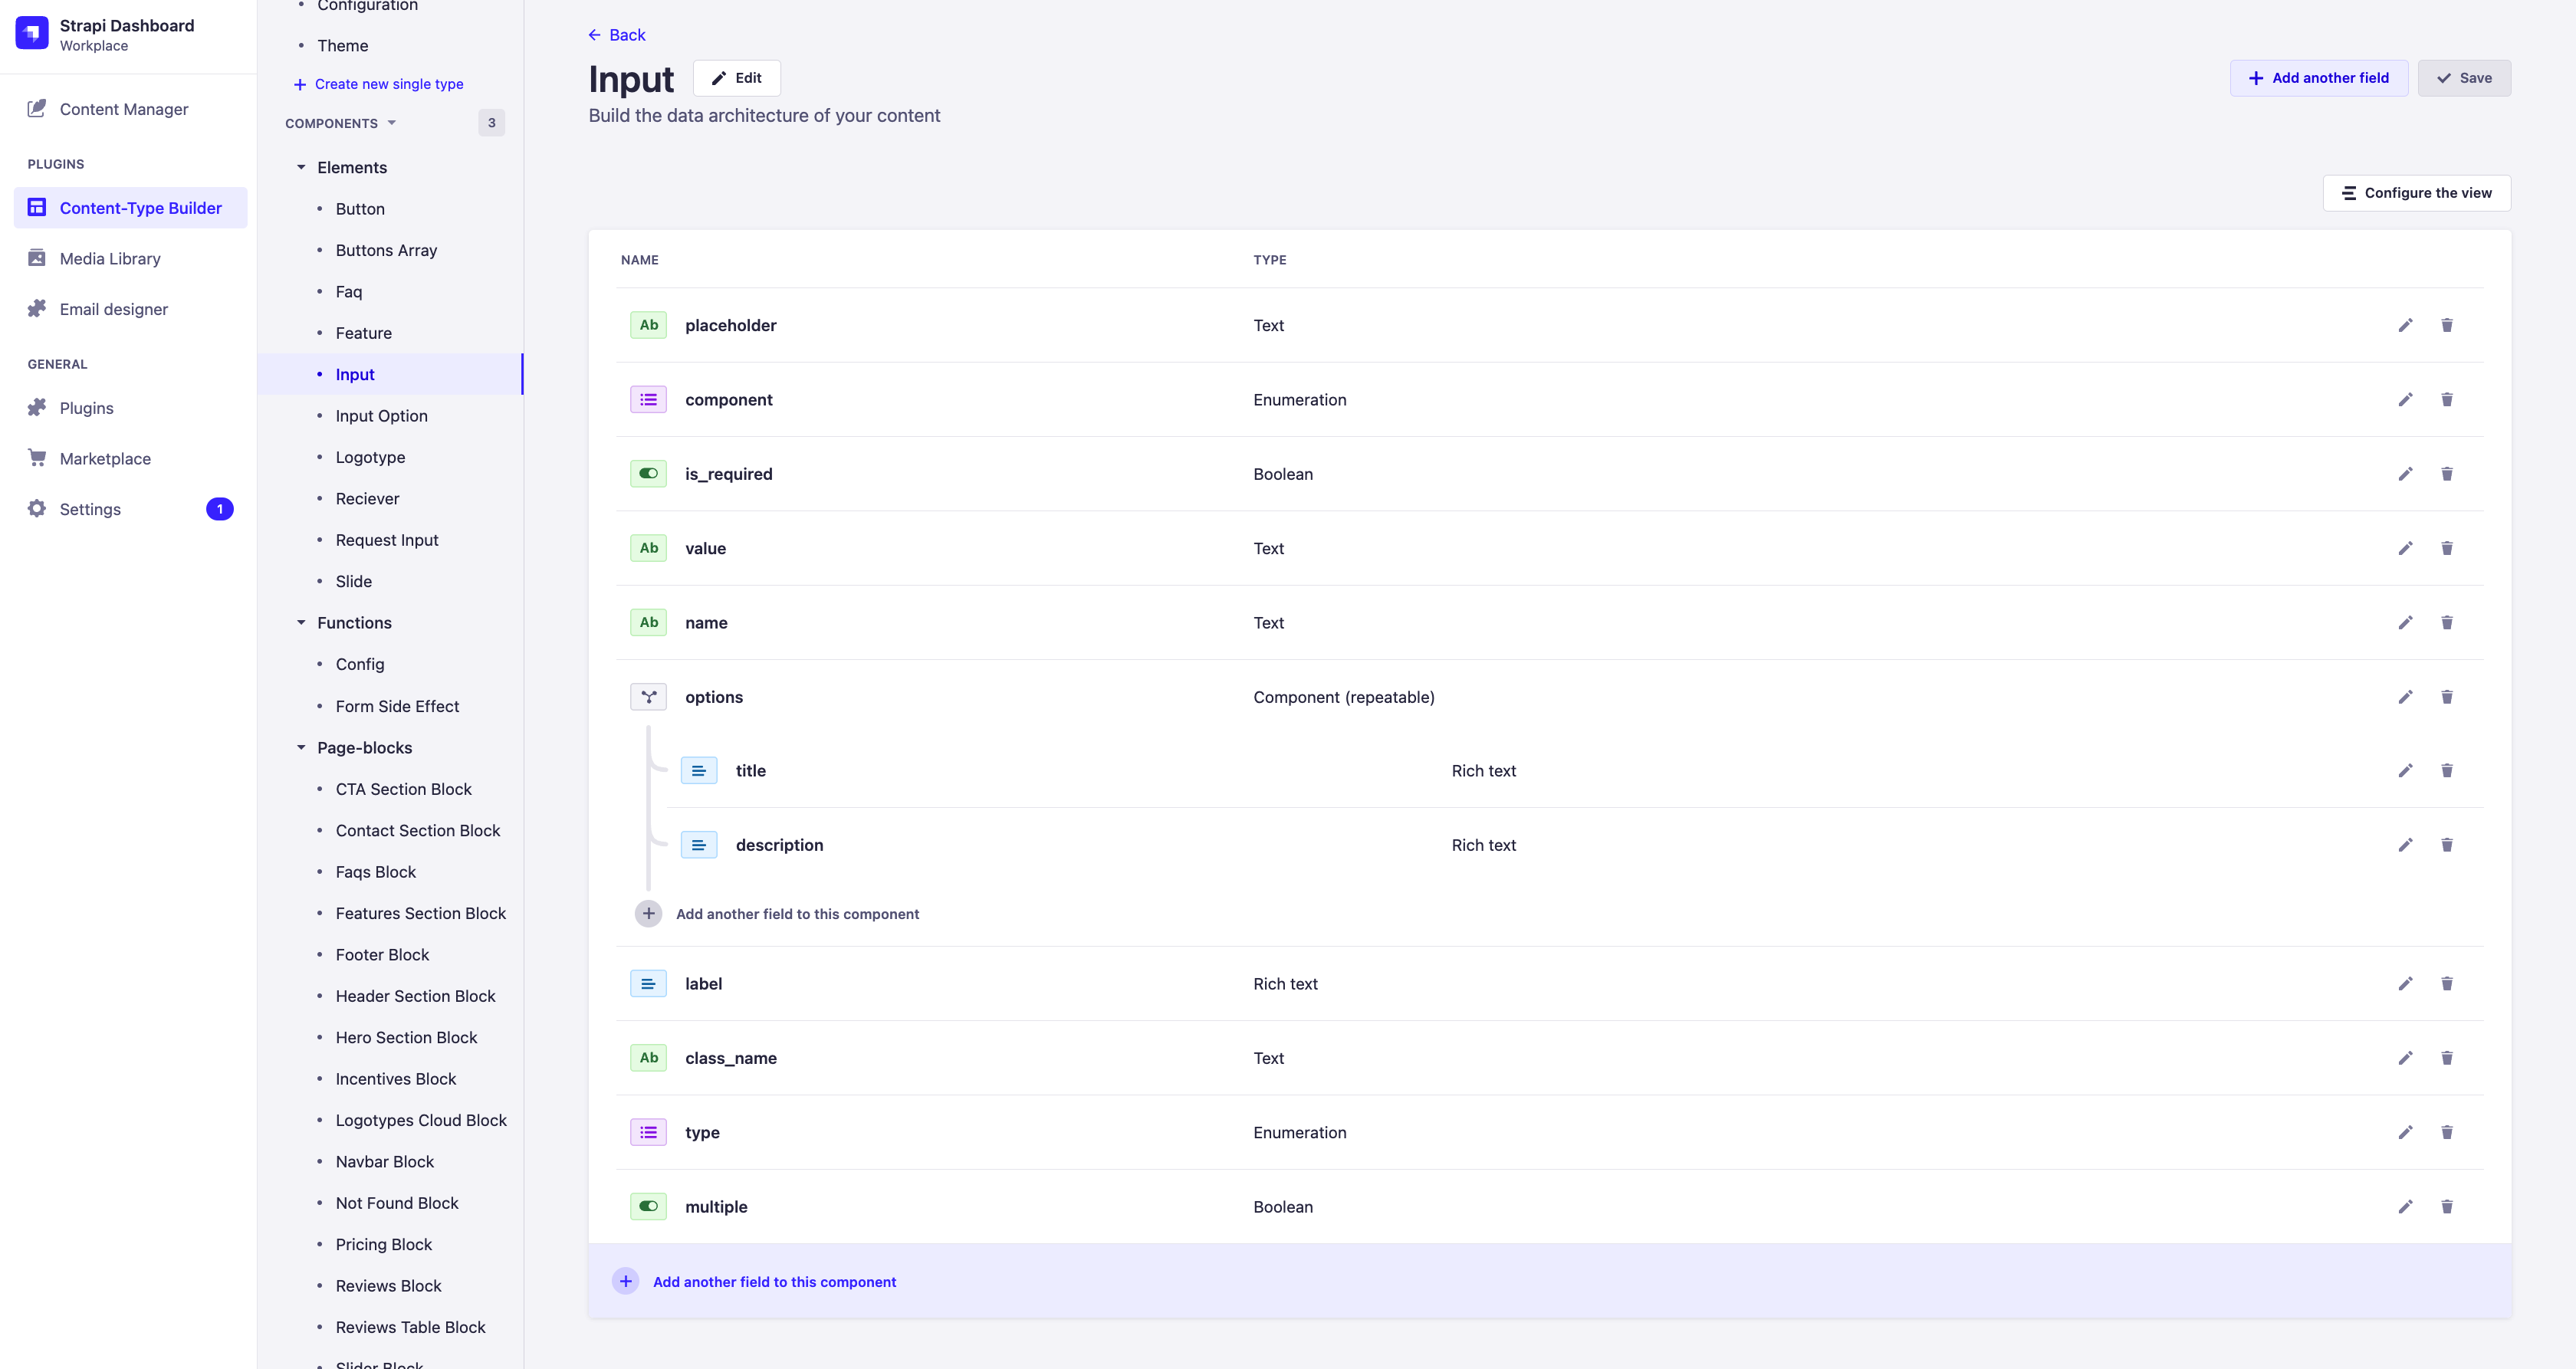 Strapi Dashboard
Workplace
Content Manager
PLUGINS
Content-Type Builder
Media Library
Email designer
GENERAL
Plugins
Marketplace
Settings
1
Configuration
Theme
Create new single type
COMPONENTS
3
Elements
Button
Buttons Array
Faq
Feature
Input
Input Option
Logotype
Reciever
Request Input
Slide
Functions
Config
Form Side Effect
Page-blocks
CTA Section Block
Contact Section Block
Faqs Block
Features Section Block
Footer Block
Header Section Block
Hero Section Block
Incentives Block
Logotypes Cloud Block
Navbar Block
Not Found Block
Pricing Block
Reviews Block
Reviews Table Block
Slider Block
Back
Input
Edit
Add another field
Save
Build the data architecture of your content
Configure the view
NAME TYPE
Ab placeholder Text
component Enumeration
is_required Boolean
Ab value Text
Ab name Text
options Component (repeatable)
title Rich text
description Rich text
Add another field to this component
label Rich text
Ab class_name Text
type Enumeration
multiple Boolean
Add another field to this component